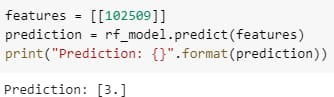 features = [[102509]]
prediction = rf_model.predict(features)
print("Prediction: {}".format(prediction))
Prediction: [3.]